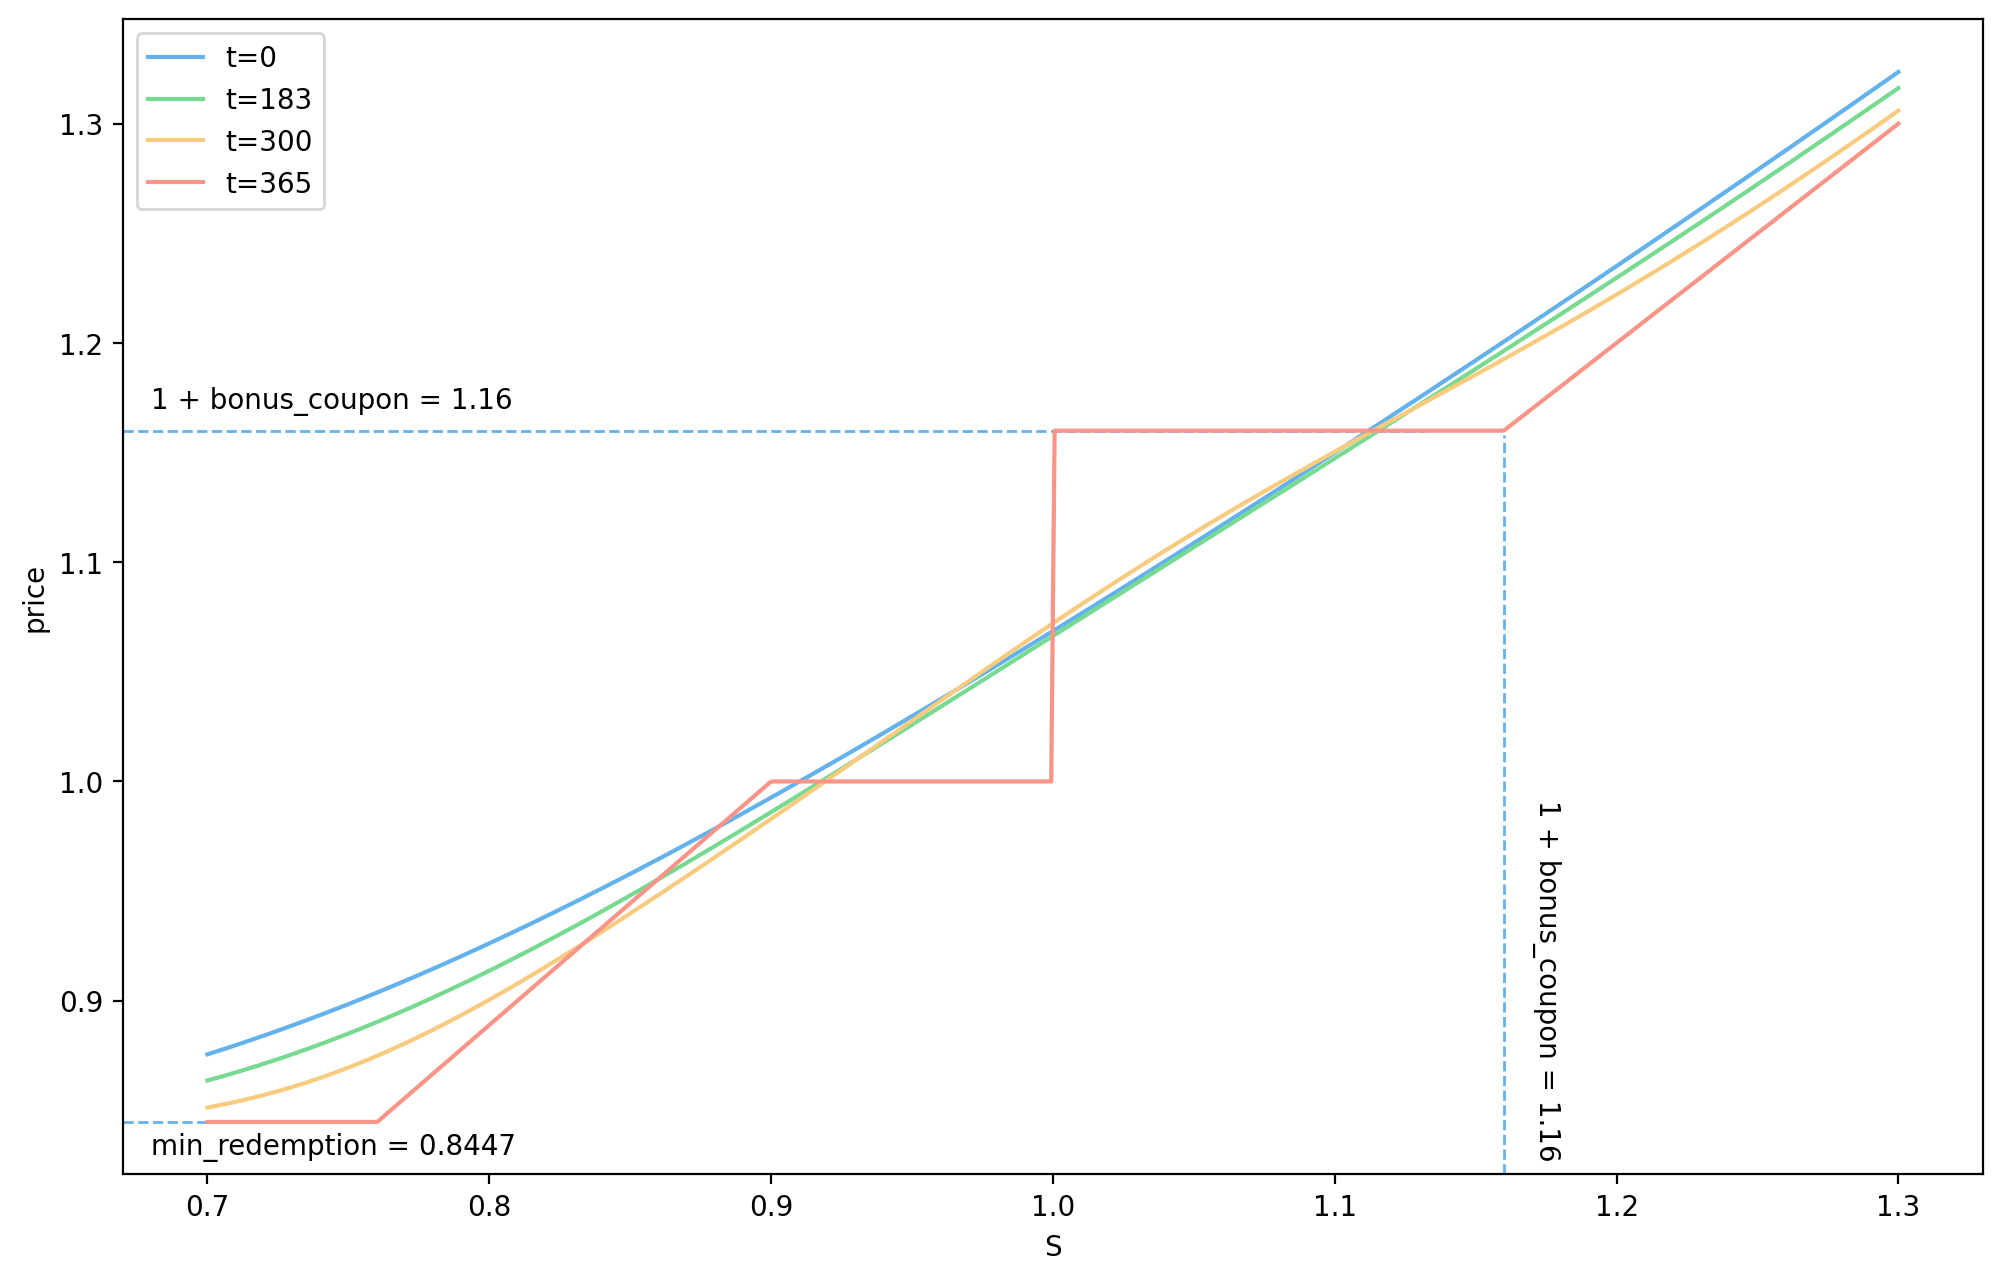 t=0
t=183
t=300
t=365
1.3
1.2
1 + bonus_coupon = 1.16
1.1
price
1.0
1 + bonus_coupon = 1.16
0.9
min_redemption = 0.8447
0.7 0.8 0.9 1.0 1.1 1.2 1.3
S